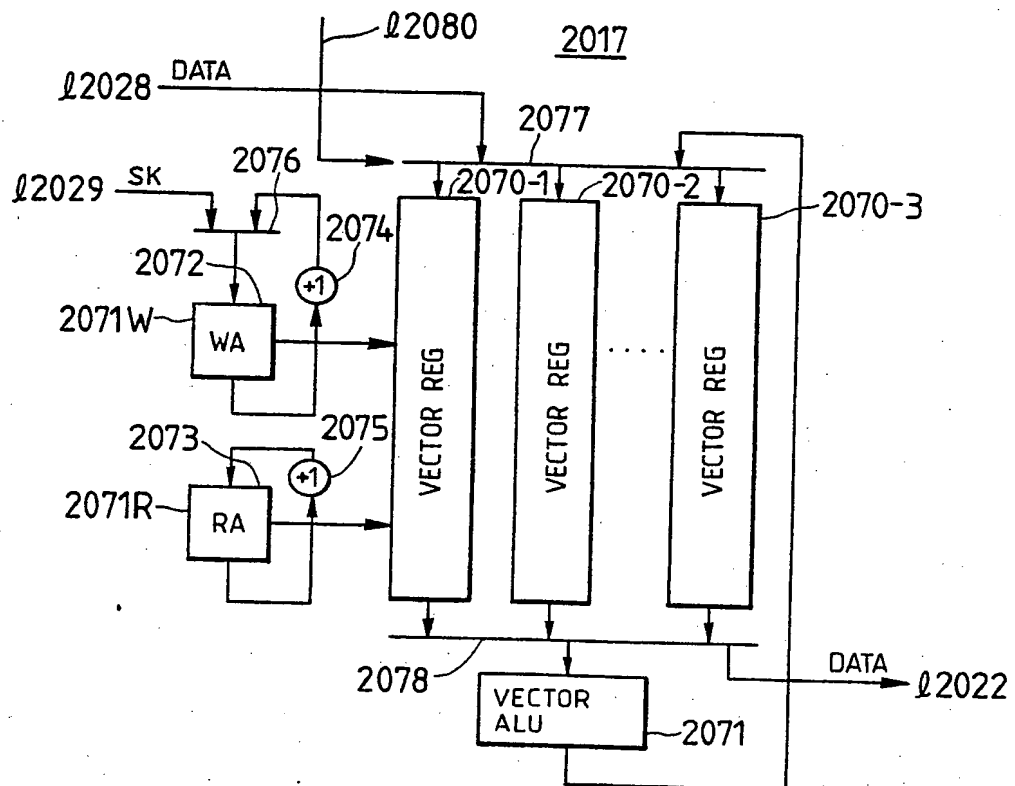 ℓ2080
2017
ℓ2028 DATA
2077
ℓ2029 SK
2076
2070-1
2070-2
2070-3
2074
+1
2072
2071W
WA
VECTOR REG
VECTOR REG
....
VECTOR REG
2073
2075
+1
2071R
RA
2078
DATA
ℓ2022
VECTOR
ALU
2071